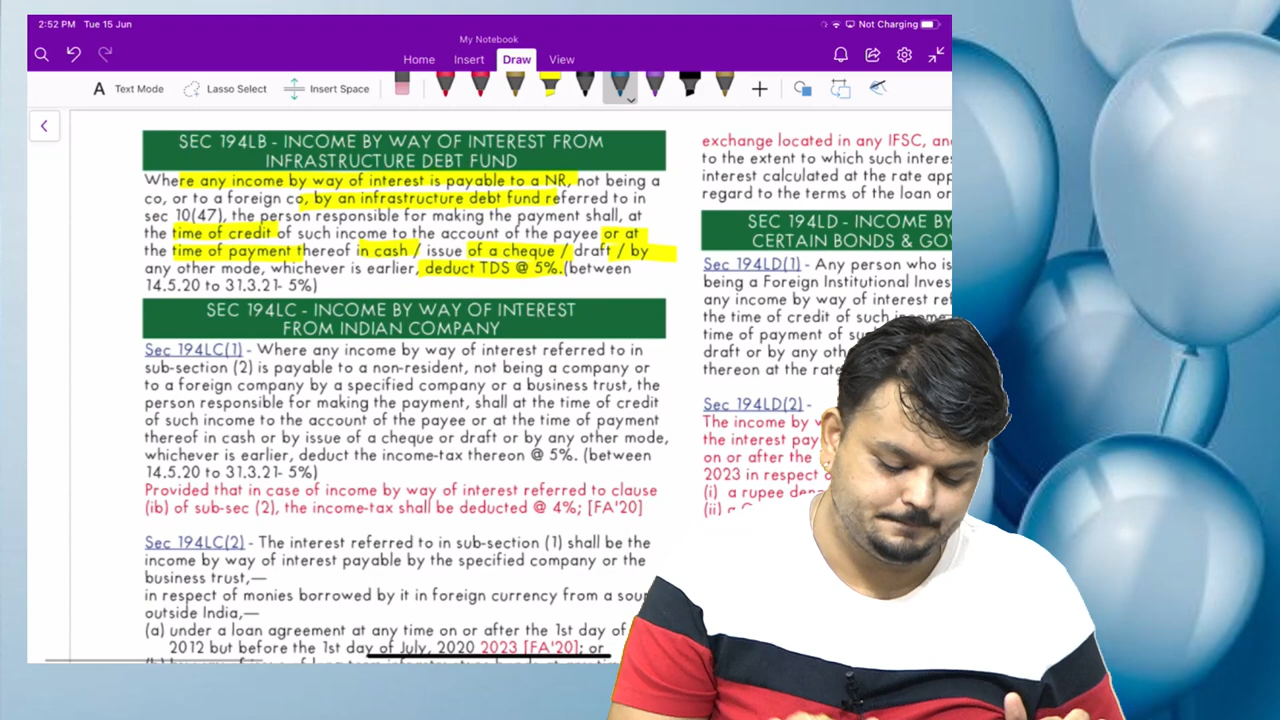 2:52 PM Tue 15 Jun
Not Charging
My Notebook
Home Insert Draw View
Text Mode Lasso Select Insert Space
SEC 194LB - INCOME BY WAY OF INTEREST FROM
INFRASTRUCTURE DEBT FUND
Where any income by way of interest is payable to a NR, not being a
co, or to a foreign co, by an infrastructure debt fund referred to in
sec 10(47), the person responsible for making the payment shall, at
the time of credit of such income to the account of the payee or at
the time of payment thereof in cash / issue of a cheque / draft / by
any other mode, whichever is earlier, deduct TDS @ 5%.(between
14.5.20 to 31.3.21- 5%)
SEC 194LC - INCOME BY WAY OF INTEREST
FROM INDIAN COMPANY
Sec 194LC(1) - Where any income by way of interest referred to in
sub-section (2) is payable to a non-resident, not being a company or
to a foreign company by a specified company or a business trust, the
person responsible for making the payment, shall at the time of credit
of such income to the account of the payee or at the time of payment
thereof in cash or by issue of a cheque or draft or by any other mode,
whichever is earlier, deduct the income-tax thereon @ 5%. (between
14.5.20 to 31.3.21- 5%)
Provided that in case of income by way of interest referred to clause
(ib) of sub-sec (2), the income-tax shall be deducted @ 4%; [FA'20]
Sec 194LC(2) - The interest referred to in sub-section (1) shall be the
income by way of interest payable by the specified company or the
business trust,—
in respect of monies borrowed by it in foreign currency from a
outside India,—
(a) under a loan agreement at any time on or after the 1st day of
2012 but before the 1st day of July, 2020 2023 [FA'20]; or
exchange located in any IFSC,
to the extent to which such
interest calculated at the rate
regard to the terms of the loan or
SEC 194LD - INCOME BY
CERTAIN BONDS &
Sec 194LD(1) - Any person who is
being a Foreign Institutional
any income by way of interest
the time of credit of such income
time of payment of
draft or by any
thereon at the
Sec 194LD(2) -
The income by
the interest
on or after the
2023 in respect
(i) a rupee
(ii)